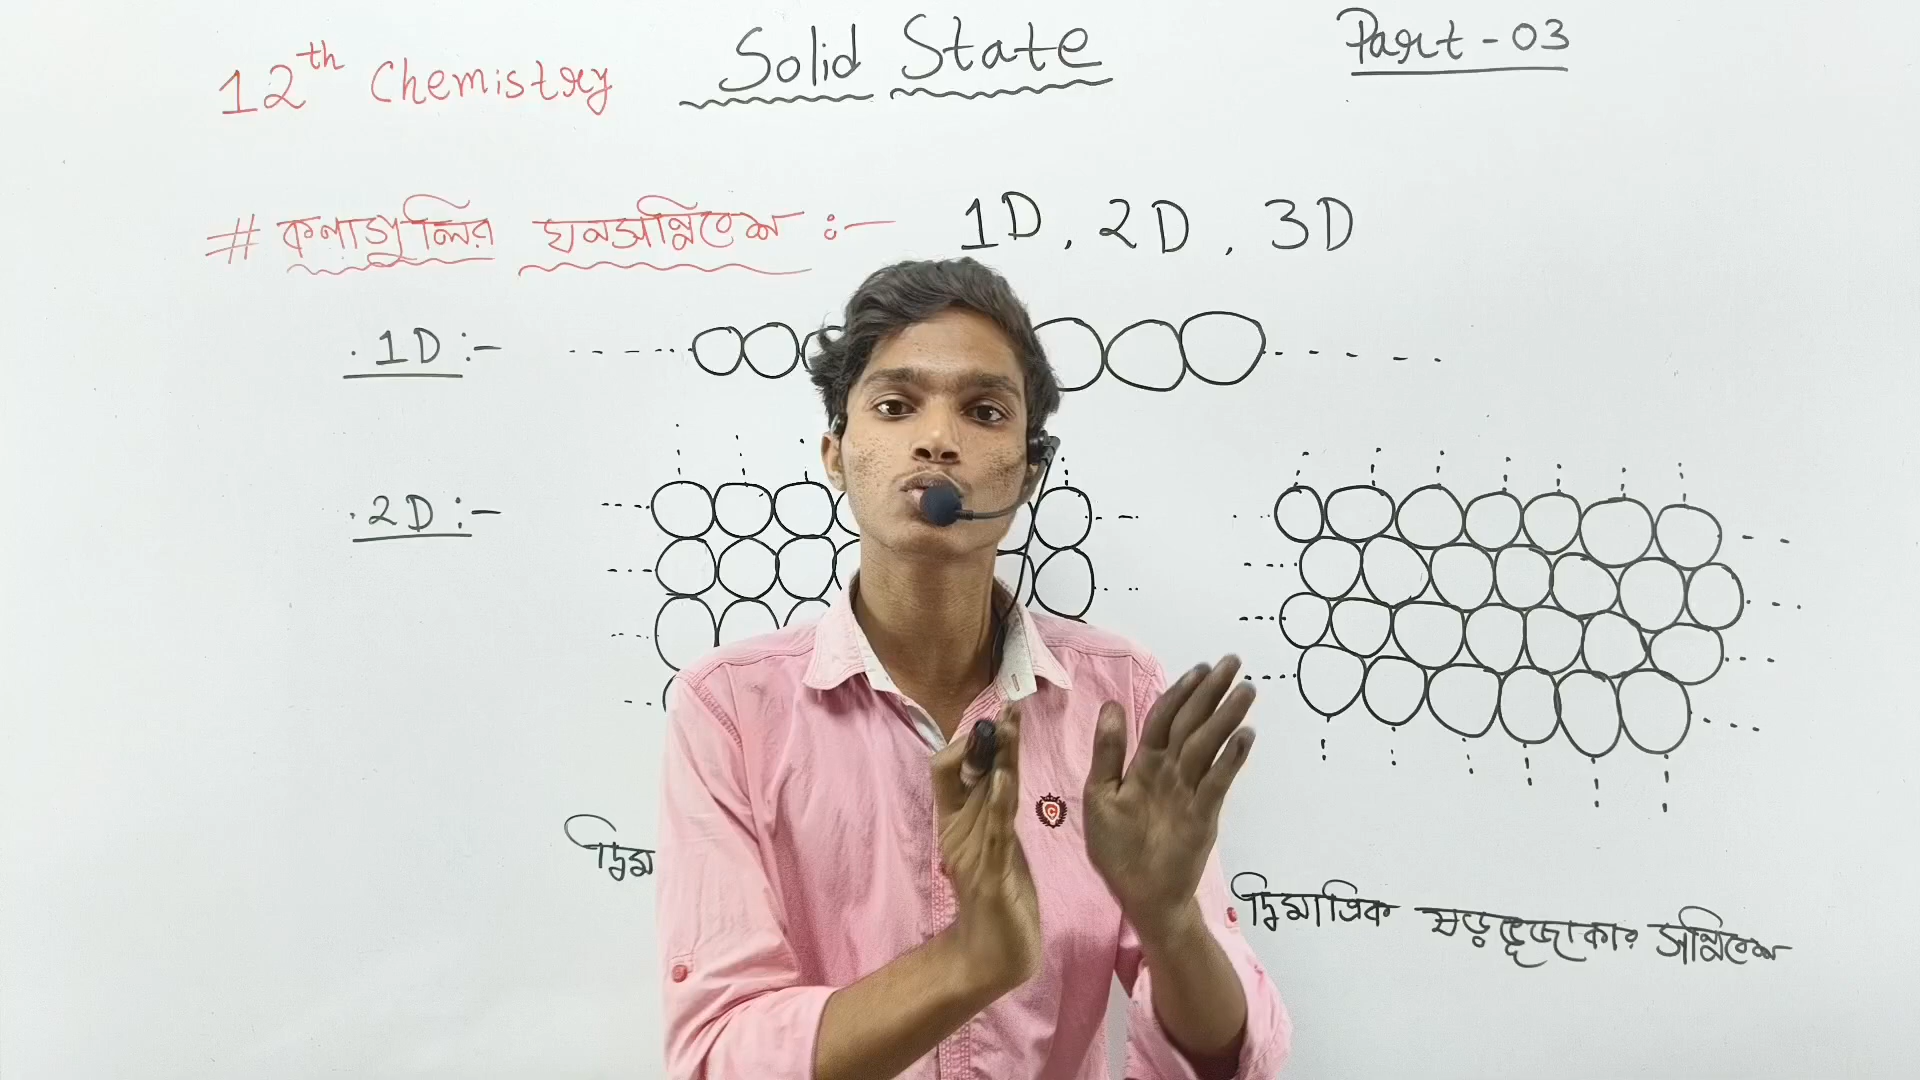 12th Chemistry Solid State Part-03
# কণাগুলির ঘনসন্নিবেশ :- 1D, 2D, 3D
. 1D :-
. 2D :-
দ্বিমাত্রিক ষড়ভূজাকার সন্নিবেশ